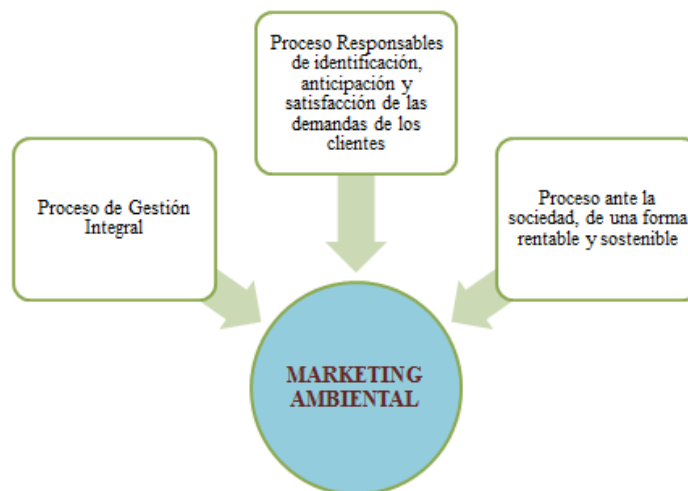 Proceso Responsables
de identificación,
anticipación y
satisfacción de las
demandas de los
clientes
Proceso de Gestión
Integral
Proceso ante la
sociedad, de una forma
rentable y sostenible
MARKETING
AMBIENTAL